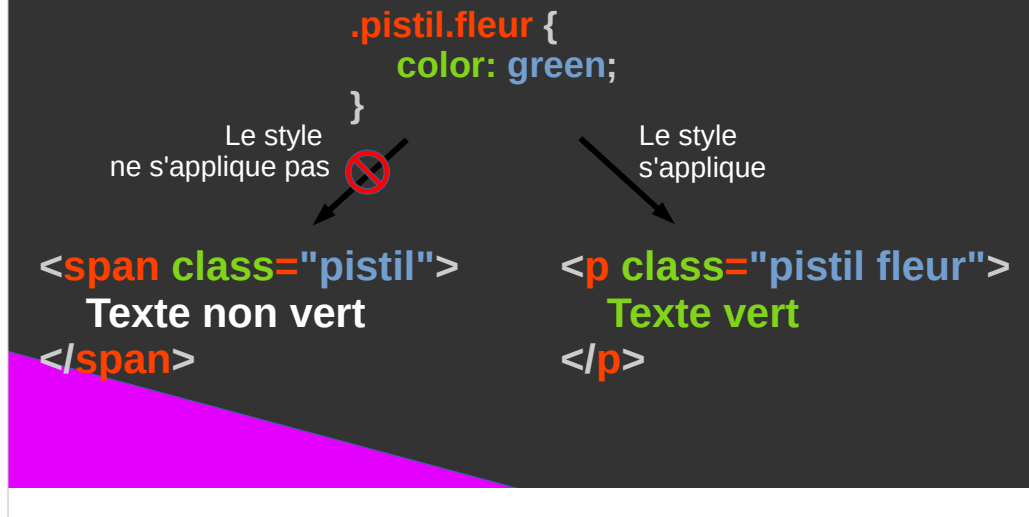 .pistil.fleur {
color: green;
}
Le style
ne s'applique pas
Le style
s'applique
<span class="pistil">
Texte non vert
</span>
<p class="pistil fleur">
Texte vert
</p>